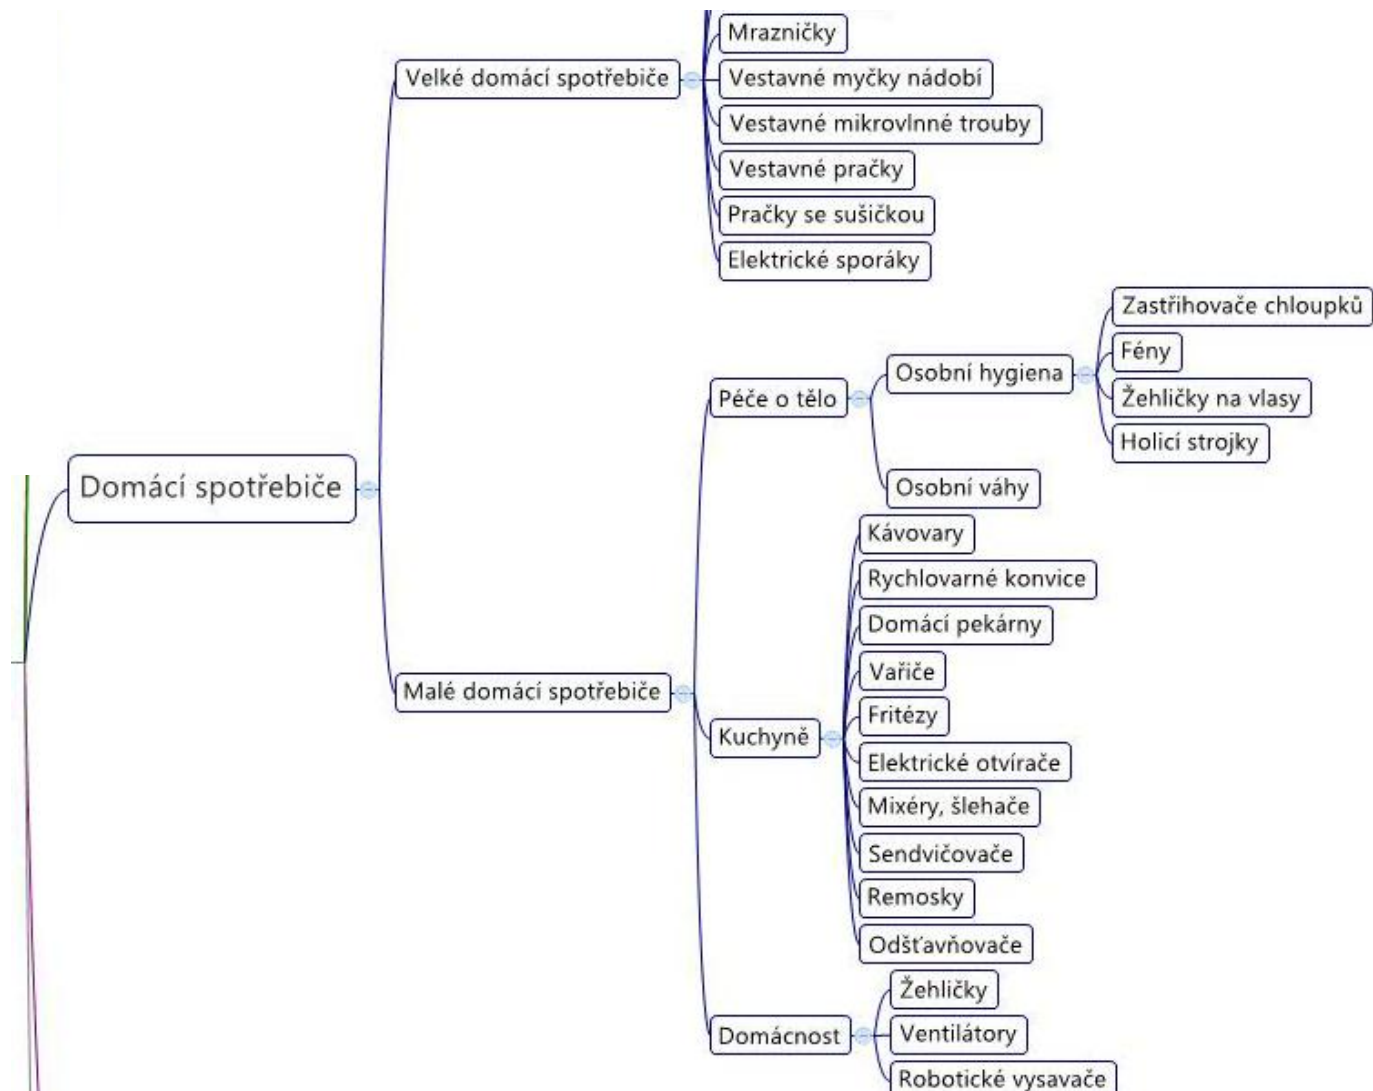 Mrazničky
Velké domácí spotřebiče
Vestavné myčky nádobí
Vestavné mikrovlnné trouby
Vestavné pračky
Pračky se sušičkou
Elektrické sporáky
Zastřihovače chloupků
Fény
Osobní hygiena
Péče o tělo
Žehličky na vlasy
Holicí strojky
Domácí spotřebiče
Osobní váhy
Kávovary
Rychlovarné konvice
Domácí pekárny
Vařiče
Malé domácí spotřebiče
Fritézy
Kuchyně
Elektrické otvírače
Mixéry, šlehače
Sendvičovače
Remosky
Odšťavňovače
Žehličky
Domácnost
Ventilátory
Robotické vysavače